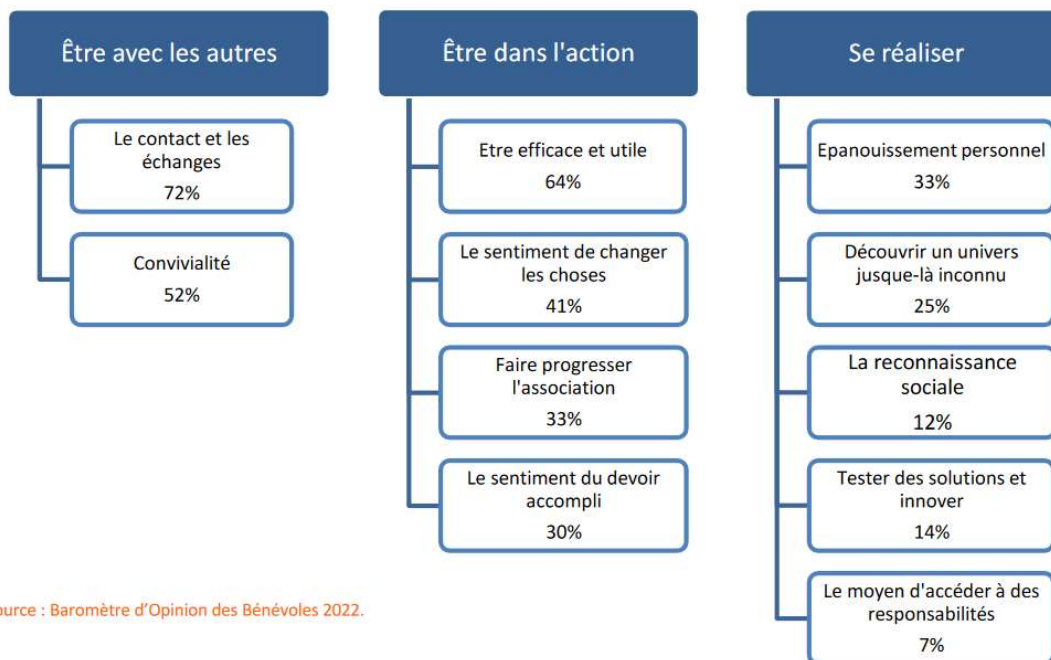 Être avec les autres
Le contact et les
échanges
72%
Convivialité
52%
Être dans l'action
Etre efficace et utile
64%
Le sentiment de changer
les choses
41%
Faire progresser
l'association
33%
Le sentiment du devoir
accompli
30%
Se réaliser
Epanouissement personnel
33%
Découvrir un univers
jusque-là inconnu
25%
La reconnaissance
sociale
12%
Tester des solutions et
innover
14%
Le moyen d'accéder à des
responsabilités
7%
ource : Baromètre d'Opinion des Bénévoles 2022.